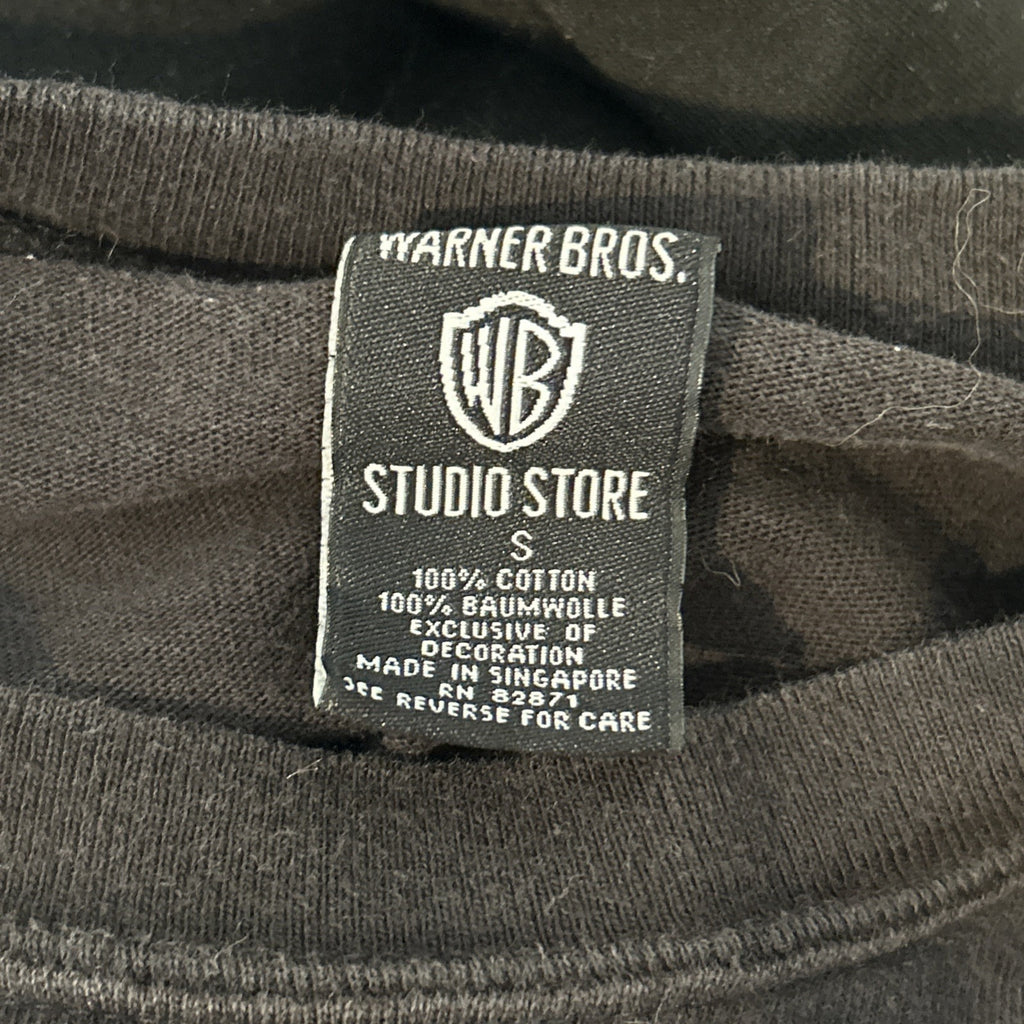 WARNER BROS.
WB
STUDIO STORE
S
100% COTTON
100% BAUMWOLLE
EXCLUSIVE OF
DECORATION
MADE IN SINGAPORE
RN 82871
SEE REVERSE FOR CARE